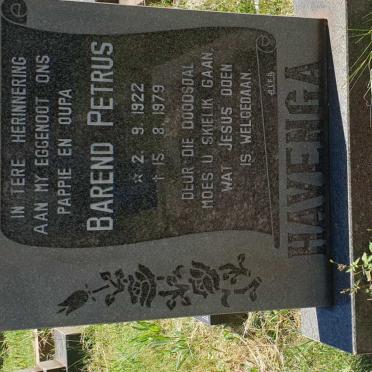 IN TERE HERINNERING
AAN MY EGGENOOT ONS
PAPPIE EN OUPA
BAREND PETRUS
☆ 2. 9. 1922
† 15. 8. 1979
DEUR DIE DOODSDAL
MOES U SKIELIK GAAN.
WAT JESUS DOEN
IS WELGEDAAN.
HAVENGA